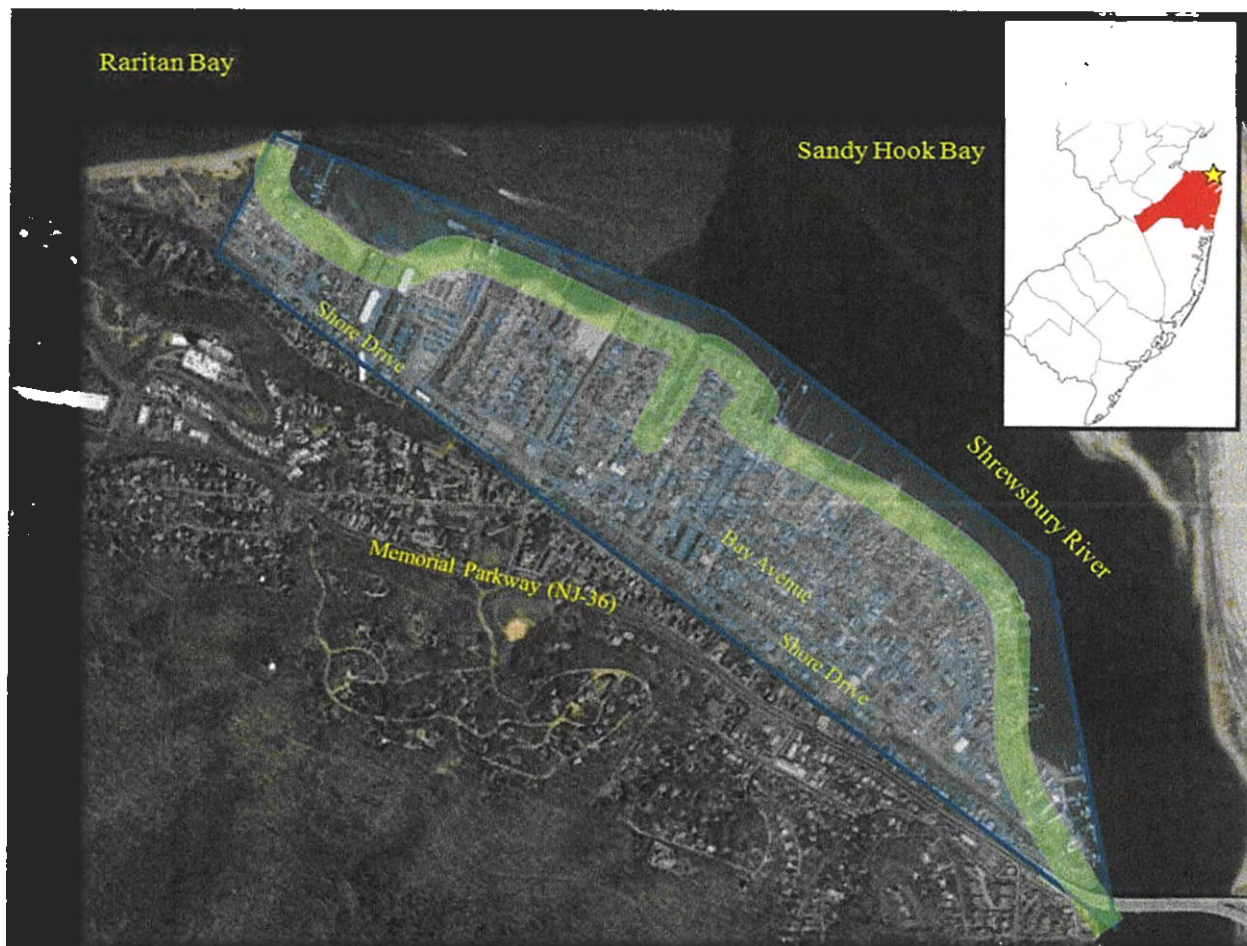 Raritan Bay
Sandy Hook Bay
Shore Drive
Shrewsbury River
Bay Avenue
Memorial Parkway (NJ-36)
Shore Drive